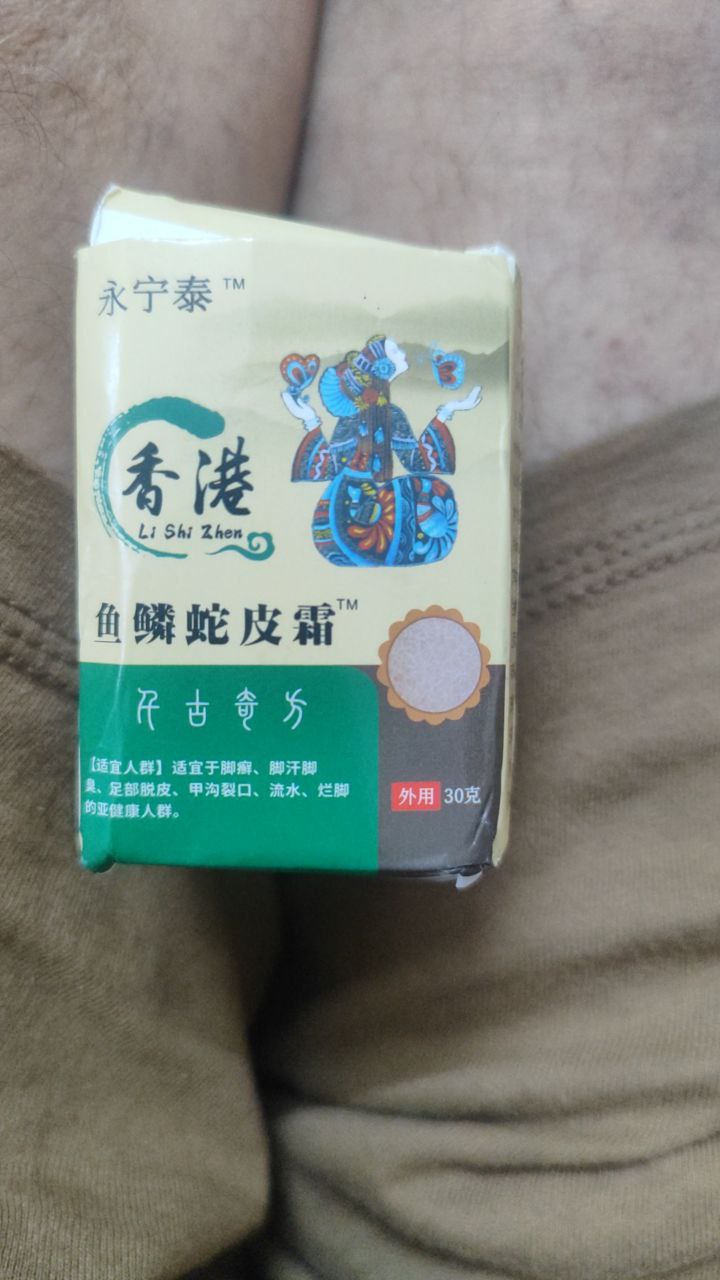 永宁泰™
香港
Li Shi Zhen
鱼鳞蛇皮霜™
千古奇方
【适宜人群】适宜于脚癣、脚汗脚
臭、足部脱皮、甲沟裂口、流水、烂脚
的亚健康人群。
外用 30克